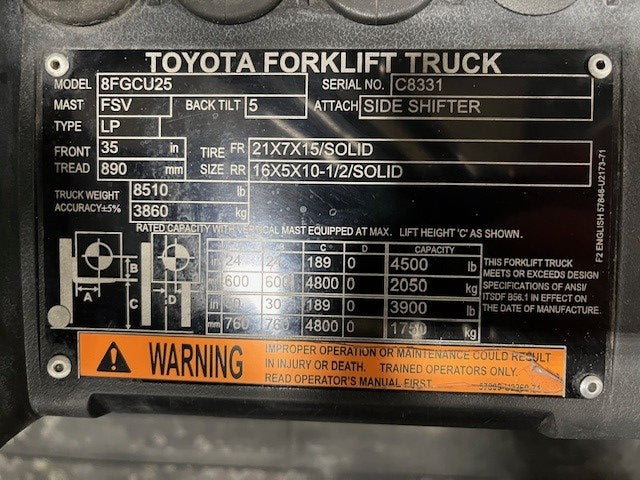 TOYOTA FORKLIFT TRUCK
MODEL 8FGCU25 SERIAL NO. C8331
MAST FSV BACK TILT 5 ATTACH SIDE SHIFTER
TYPE LP
FRONT 35 in TIRE FR 21X7X15/SOLID
TREAD 890 mm SIZE RR 16X5X10-1/2/SOLID
TRUCK WEIGHT 8510 lb
ACCURACY±5% 3860 kg
RATED CAPACITY WITH VERTICAL MAST EQUIPPED AT MAX. LIFT HEIGHT 'C' AS SHOWN.
C D CAPACITY
in 24 189 0 4500 lb
mm 600 600 4800 0 2050 kg
in 30 189 0 3900 lb
mm 760 760 4800 0 1750 kg
A B C D
THIS FORKLIFT TRUCK
MEETS OR EXCEEDS DESIGN
SPECIFICATIONS OF ANSI/
ITSDF B56.1 IN EFFECT ON
THE DATE OF MANUFACTURE.
F2 ENGLISH 57846-U2173-71
WARNING
IMPROPER OPERATION OR MAINTENANCE COULD RESULT
IN INJURY OR DEATH. TRAINED OPERATORS ONLY.
READ OPERATOR'S MANUAL FIRST.